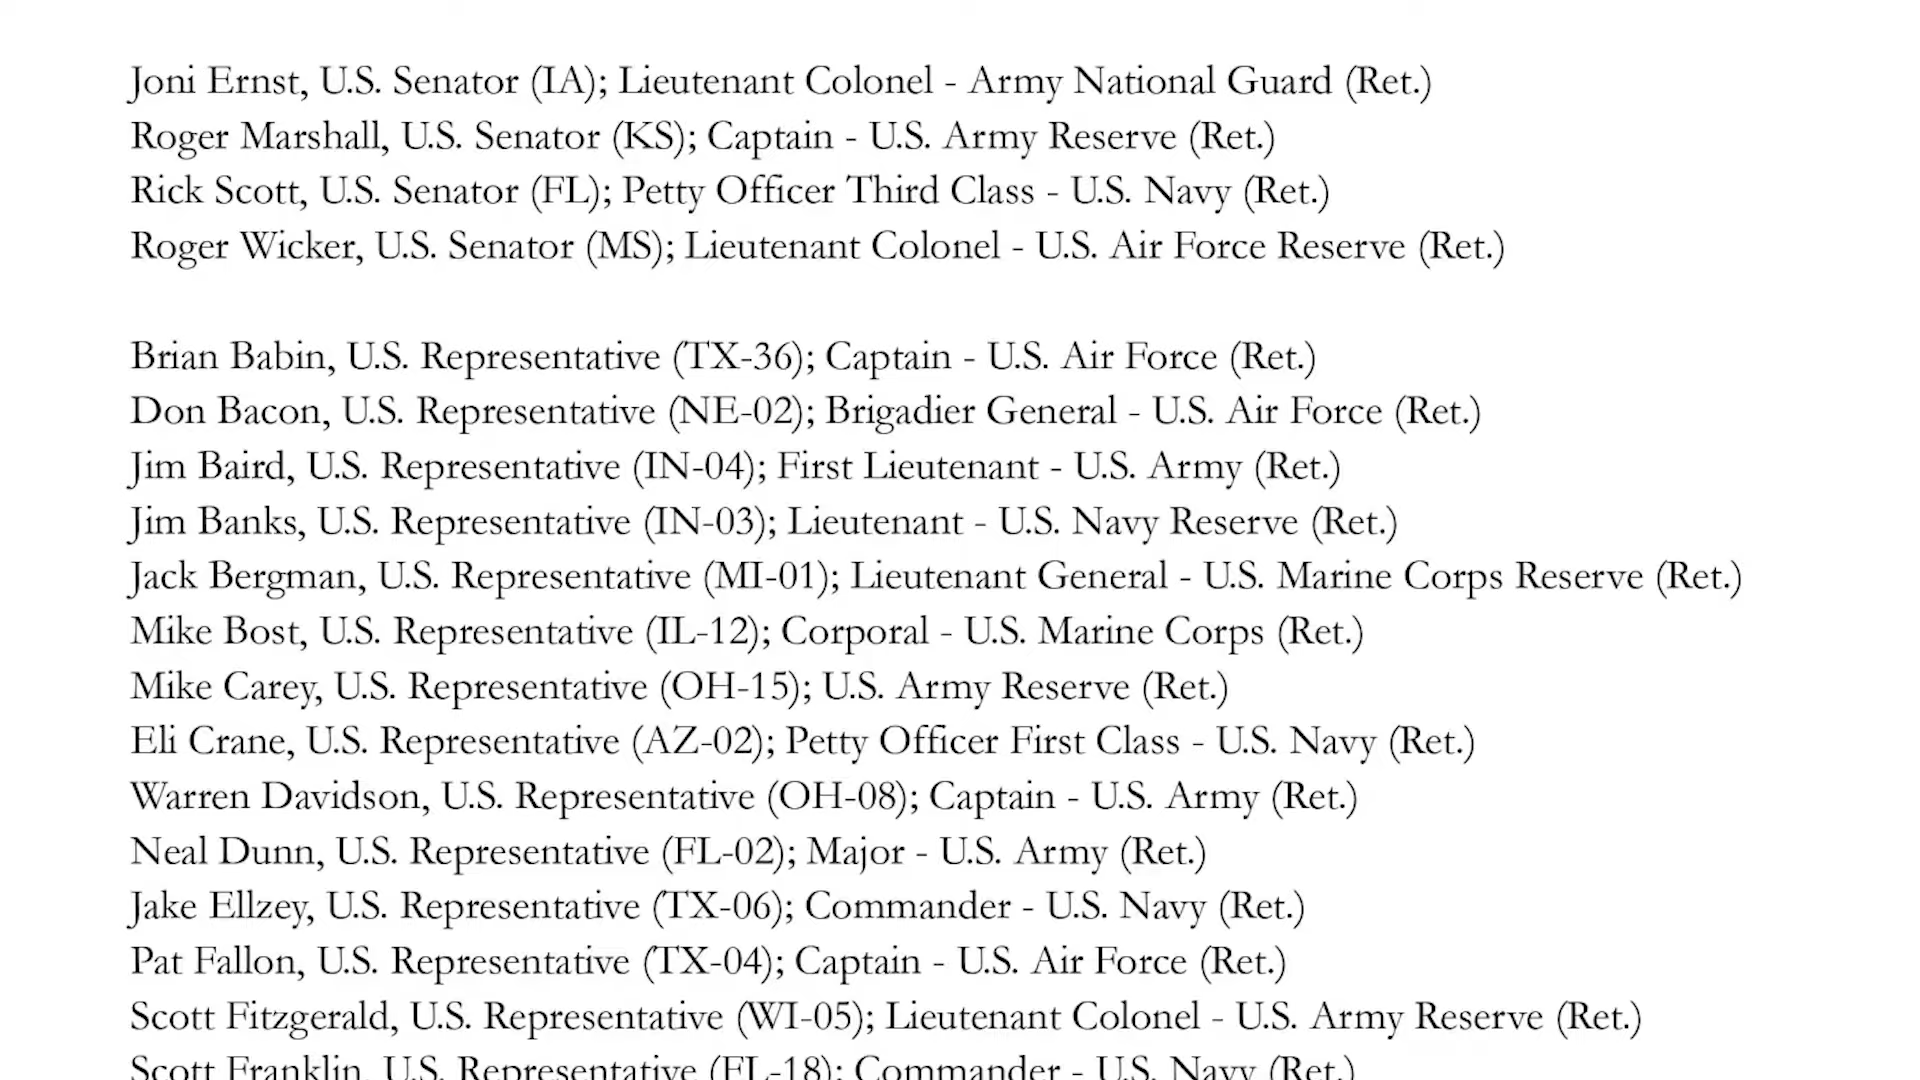 Joni Ernst, U.S. Senator (IA); Lieutenant Colonel - Army National Guard (Ret.)
Roger Marshall, U.S. Senator (KS); Captain - U.S. Army Reserve (Ret.)
Rick Scott, U.S. Senator (FL); Petty Officer Third Class - U.S. Navy (Ret.)
Roger Wicker, U.S. Senator (MS); Lieutenant Colonel - U.S. Air Force Reserve (Ret.)
Brian Babin, U.S. Representative (TX-36); Captain - U.S. Air Force (Ret.)
Don Bacon, U.S. Representative (NE-02); Brigadier General - U.S. Air Force (Ret.)
Jim Baird, U.S. Representative (IN-04); First Lieutenant - U.S. Army (Ret.)
Jim Banks, U.S. Representative (IN-03); Lieutenant - U.S. Navy Reserve (Ret.)
Jack Bergman, U.S. Representative (MI-01); Lieutenant General - U.S. Marine Corps Reserve (Ret.)
Mike Bost, U.S. Representative (IL-12); Corporal - U.S. Marine Corps (Ret.)
Mike Carey, U.S. Representative (OH-15); U.S. Army Reserve (Ret.)
Eli Crane, U.S. Representative (AZ-02); Petty Officer First Class - U.S. Navy (Ret.)
Warren Davidson, U.S. Representative (OH-08); Captain - U.S. Army (Ret.)
Neal Dunn, U.S. Representative (FL-02); Major - U.S. Army (Ret.)
Jake Ellzey, U.S. Representative (TX-06); Commander - U.S. Navy (Ret.)
Pat Fallon, U.S. Representative (TX-04); Captain - U.S. Air Force (Ret.)
Scott Fitzgerald, U.S. Representative (WI-05); Lieutenant Colonel - U.S. Army Reserve (Ret.)
Scott Franklin, U.S. Representative (FL-18); Commander - U.S. Navy (Ret.)